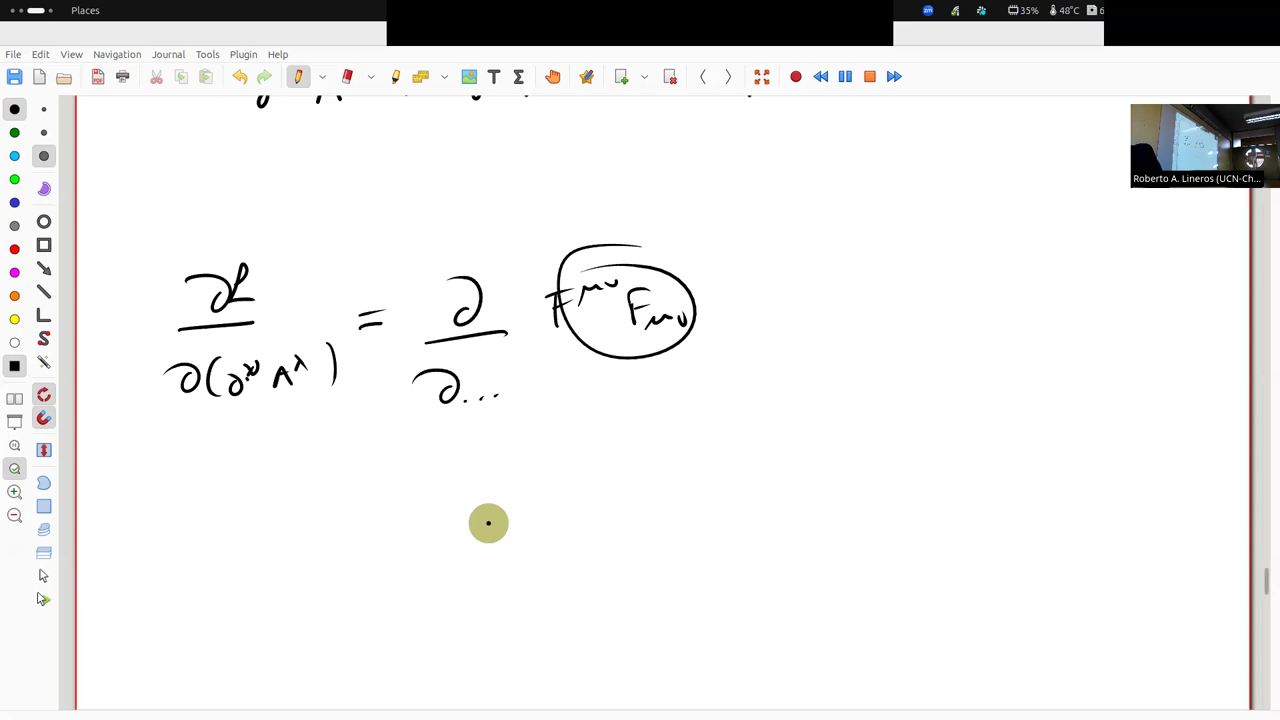 Places
35%
48°C
File Edit View Navigation Journal Tools Plugin Help
Roberto A. Lineros (UCN-Ch...
∂ℒ / ∂(∂^ϰ A^λ) = ∂ / ∂... F^μν F_μν